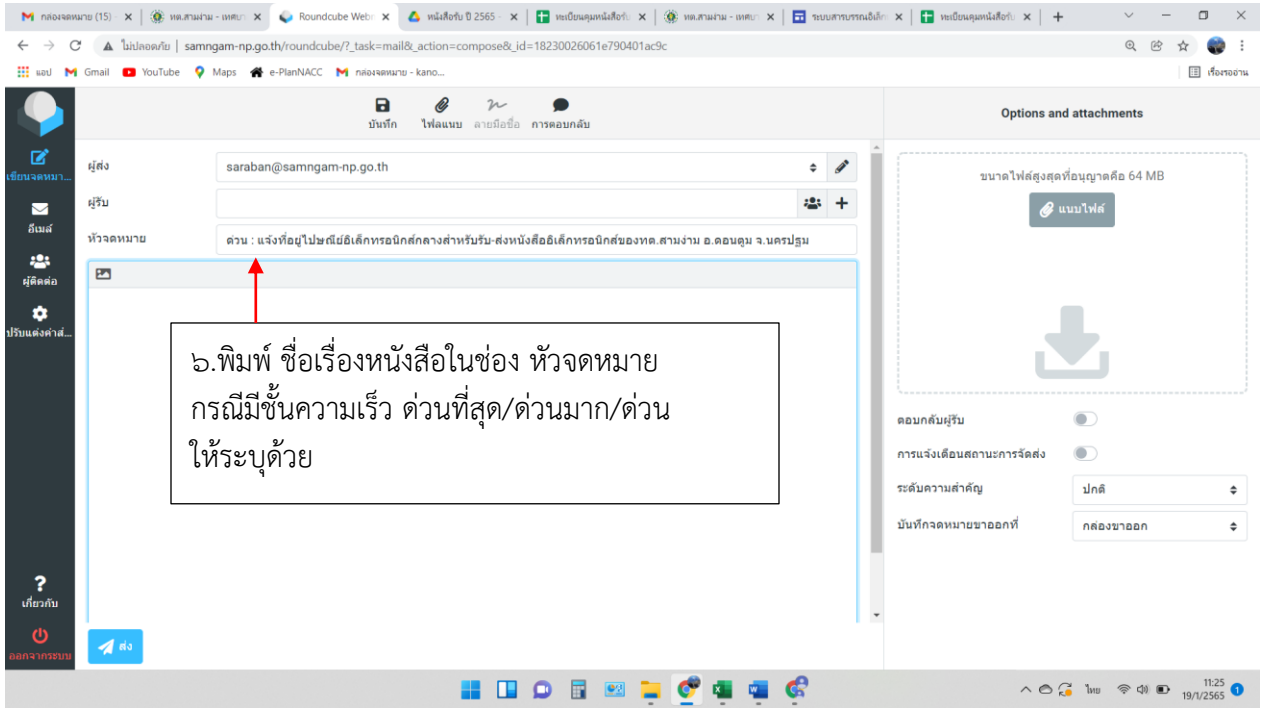 กล่องจดหมาย (15) -
ทต.สามง่าม - เทศบา
Roundcube Webn
หนังสือรับ ปี 2565 -
ทะเบียนคุมหนังสือรับ
ทต.สามง่าม - เทศบา
ระบบสารบรรณอิเล็ก
ทะเบียนคุมหนังสือรับ
ไม่ปลอดภัย | samngam-np.go.th/roundcube/?_task=mail&_action=compose&_id=18230026061e790401ac9c
แอป
Gmail
YouTube
Maps
e-PlanNACC
กล่องจดหมาย - kano...
เรื่องรออ่าน
บันทึก
ไฟล์แนบ
ลายมือชื่อ
การตอบกลับ
Options and attachments
เขียนจดหมา...
อีเมล์
ผู้ติดต่อ
ปรับแต่งค่าส่...
เกี่ยวกับ
ออกจากระบบ
ผู้ส่ง
saraban@samngam-np.go.th
ผู้รับ
หัวจดหมาย
ด่วน : แจ้งที่อยู่ไปษณีย์อิเล็กทรอนิกส์กลางสำหรับรับ-ส่งหนังสืออิเล็กทรอนิกส์ของทต.สามง่าม อ.ดอนตูม จ.นครปฐม
๖.พิมพ์ ชื่อเรื่องหนังสือในช่อง หัวจดหมาย
กรณีมีชั้นความเร็ว ด่วนที่สุด/ด่วนมาก/ด่วน
ให้ระบุด้วย
ส่ง
ขนาดไฟล์สูงสุดที่อนุญาตคือ 64 MB
แนบไฟล์
ตอบกลับผู้รับ
การแจ้งเตือนสถานะการจัดส่ง
ระดับความสำคัญ
ปกติ
บันทึกจดหมายขาออกที่
กล่องขาออก
ไทย
11:25
19/1/2565
1